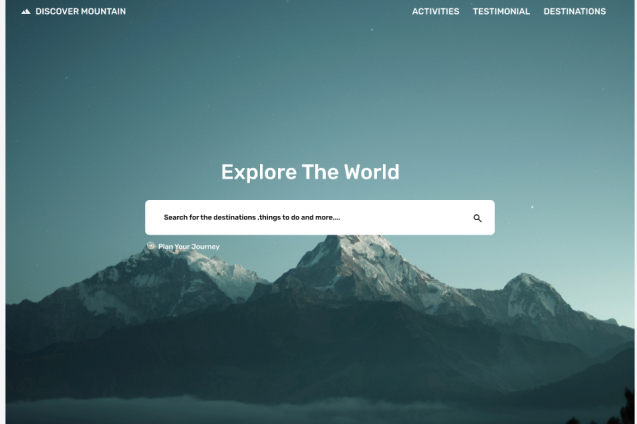 DISCOVER MOUNTAIN
ACTIVITIES TESTIMONIAL DESTINATIONS
Explore The World
Search for the destinations ,things to do and more....
Plan Your Journey